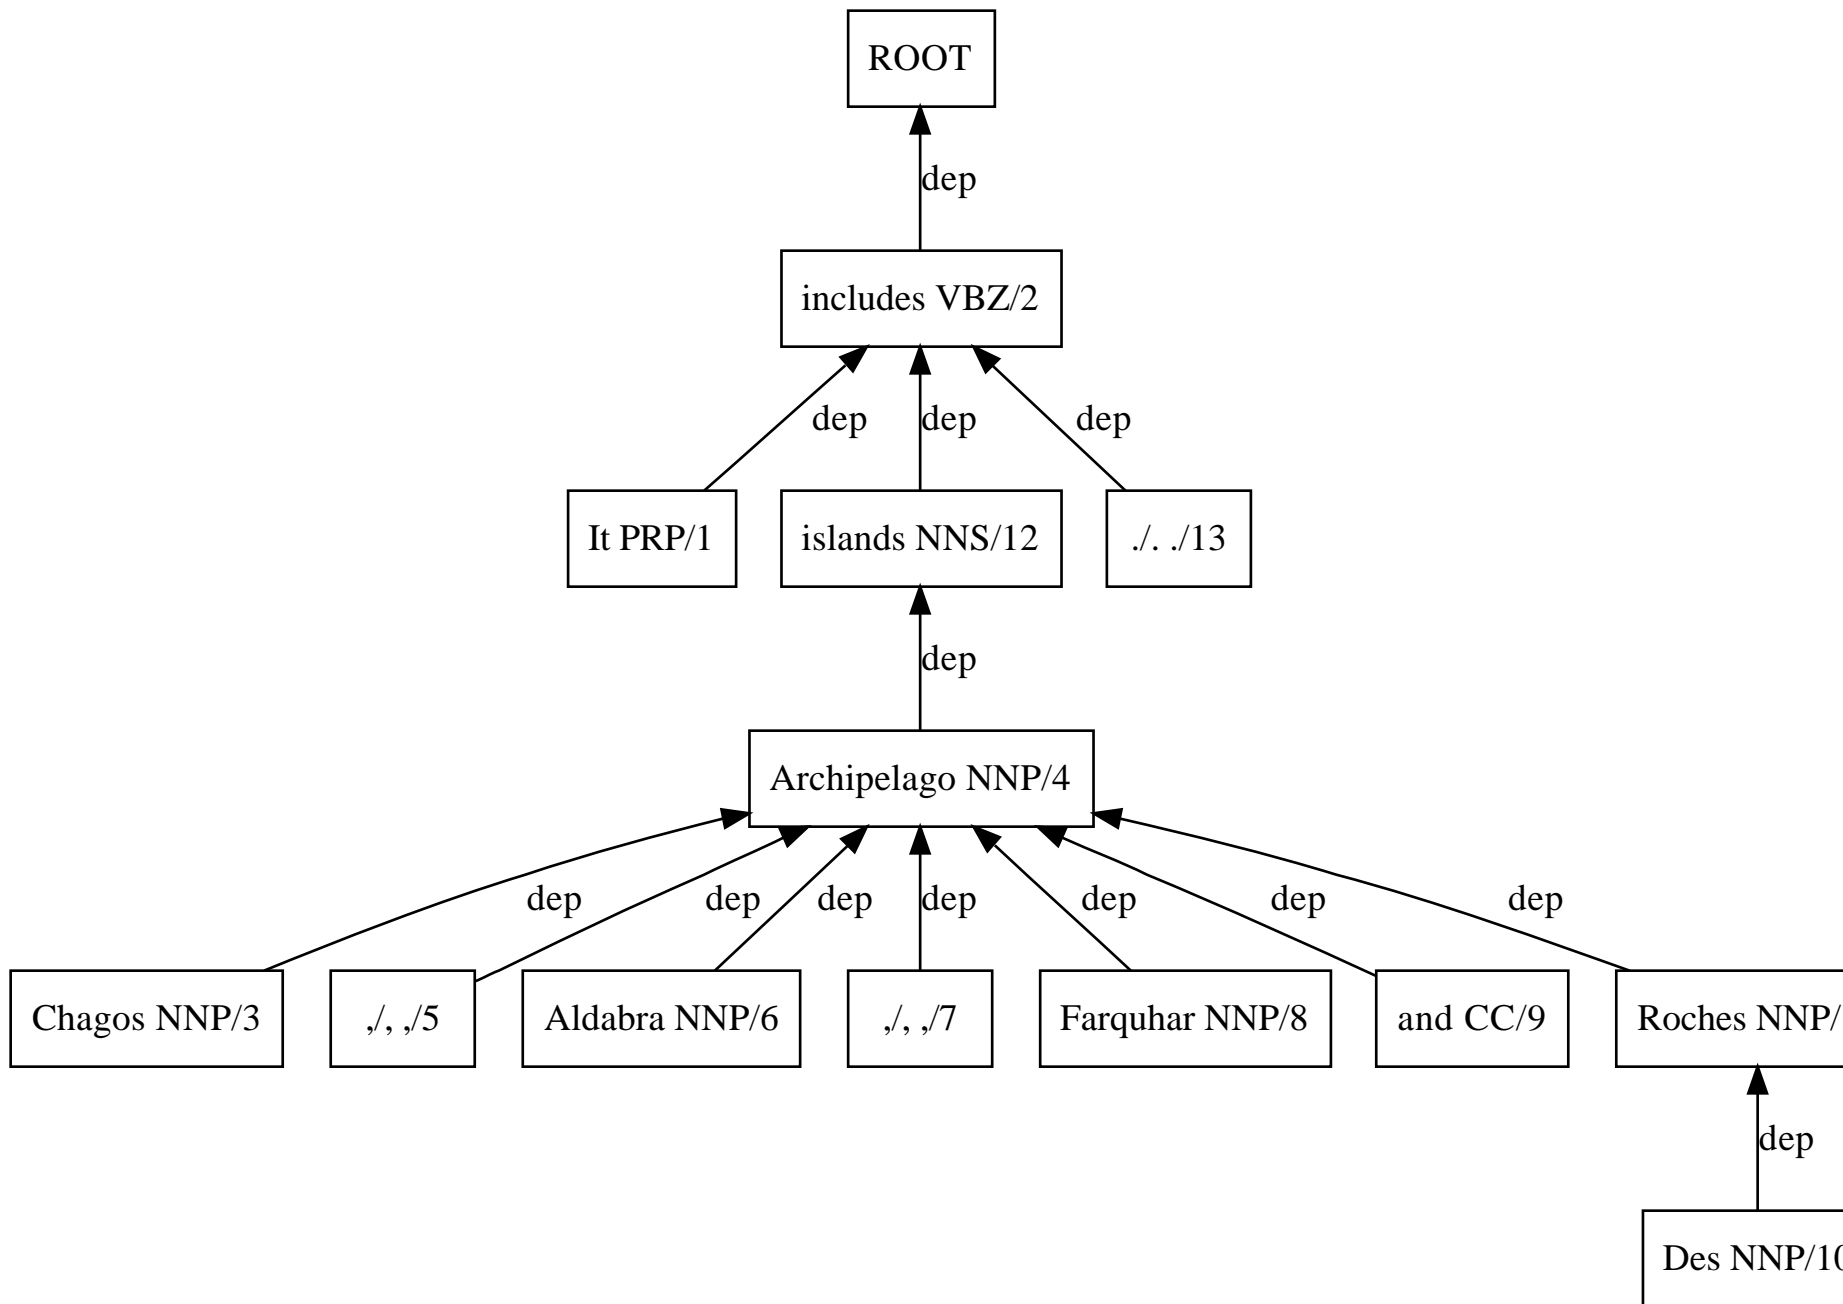 ROOT
dep
includes VBZ/2
dep dep dep
It PRP/1 islands NNS/12 ./. ./13
dep
Archipelago NNP/4
dep dep dep dep dep dep dep
Chagos NNP/3 ,/, ,/5 Aldabra NNP/6 ,/, ,/7 Farquhar NNP/8 and CC/9 Roches NNP/
dep
Des NNP/10